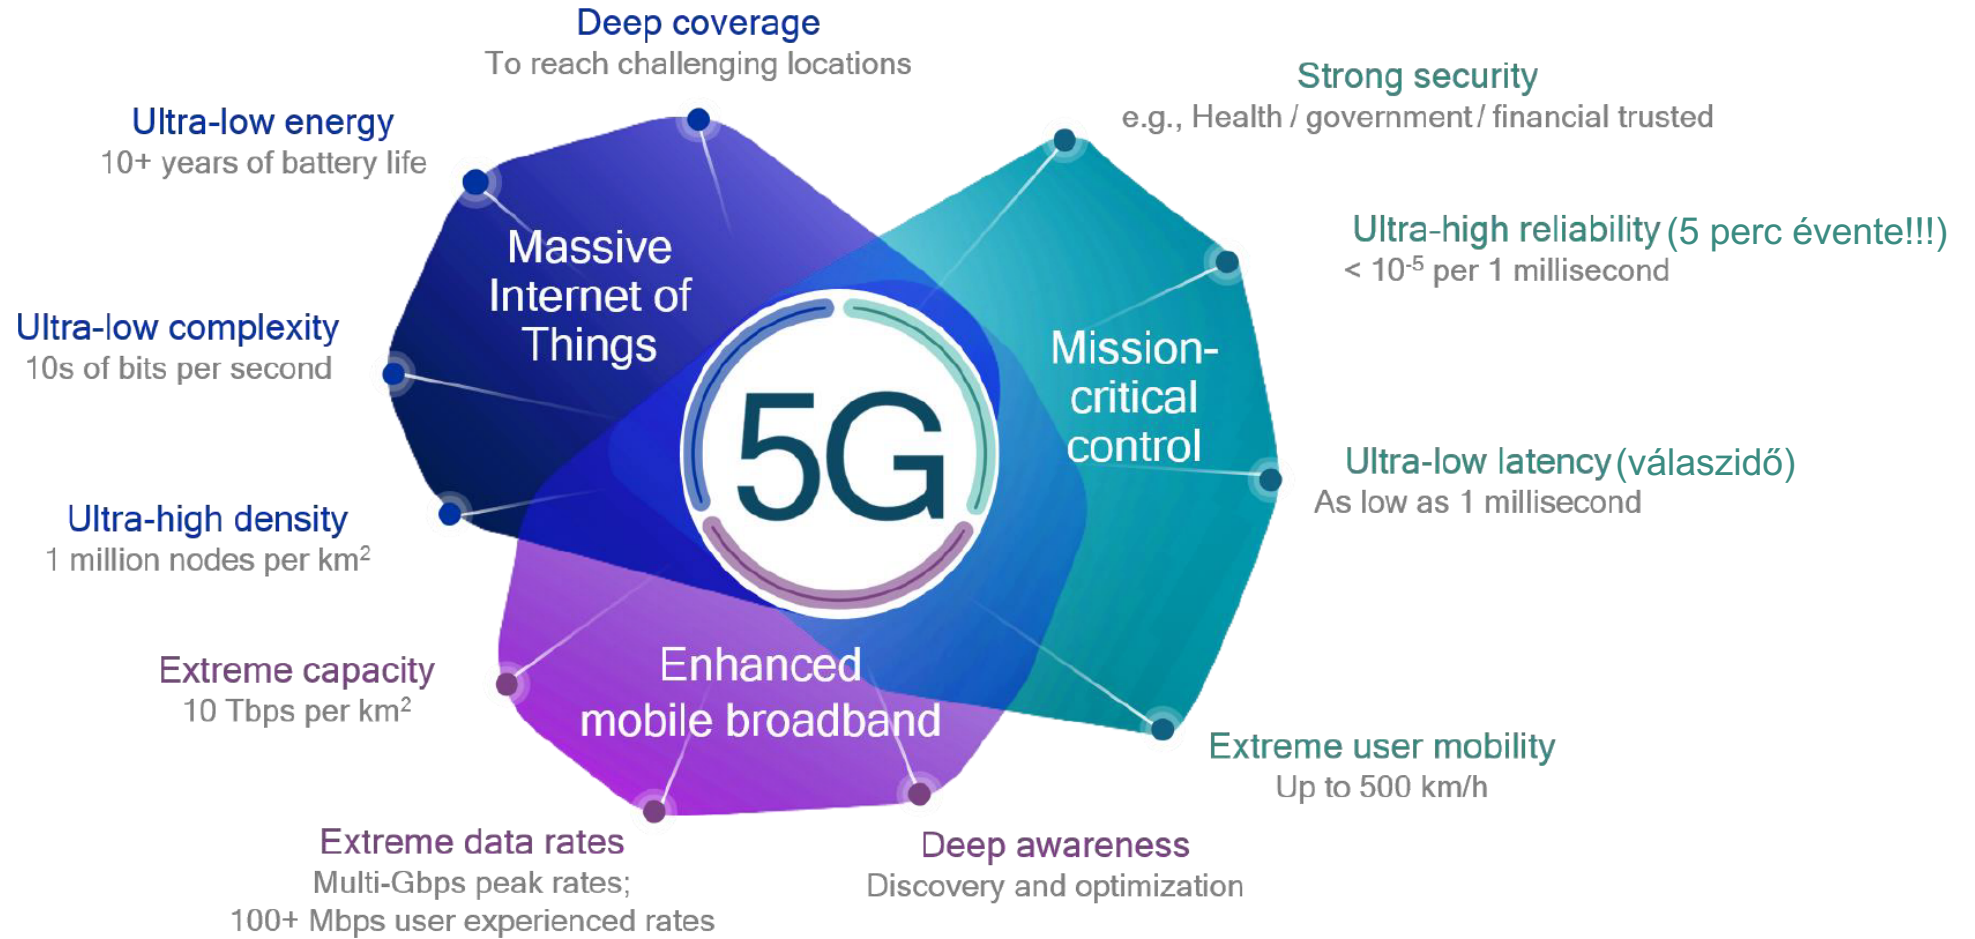 Deep coverage
To reach challenging locations
Strong security
e.g., Health / government / financial trusted
Ultra-low energy
10+ years of battery life
Ultra-high reliability (5 perc évente!!!)
< 10⁻⁵ per 1 millisecond
Massive
Internet of
Things
Ultra-low complexity
10s of bits per second
Mission-
critical
control
5G
Ultra-low latency (válaszidő)
As low as 1 millisecond
Ultra-high density
1 million nodes per km²
Extreme capacity
10 Tbps per km²
Enhanced
mobile broadband
Extreme user mobility
Up to 500 km/h
Extreme data rates
Multi-Gbps peak rates;
100+ Mbps user experienced rates
Deep awareness
Discovery and optimization